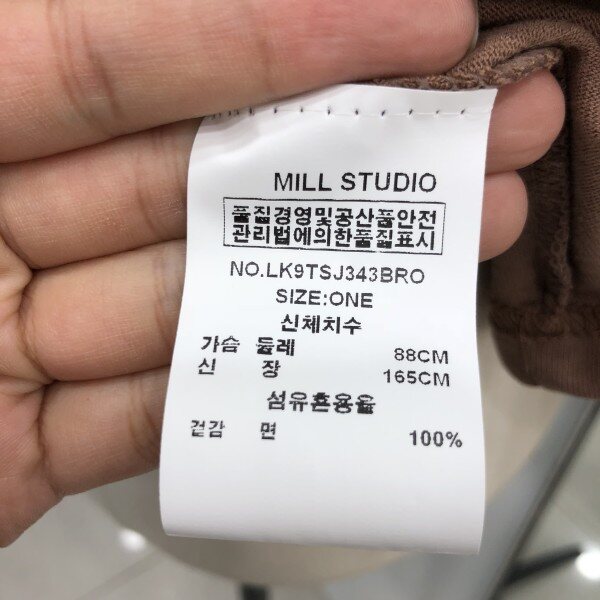 MILL STUDIO
품질경영및공산품안전
관리법에의한품질표시
NO.LK9TSJ343BRO
SIZE:ONE
신체치수
가슴 둘레 88CM
신 장 165CM
섬유혼용율
겉감 면 100%